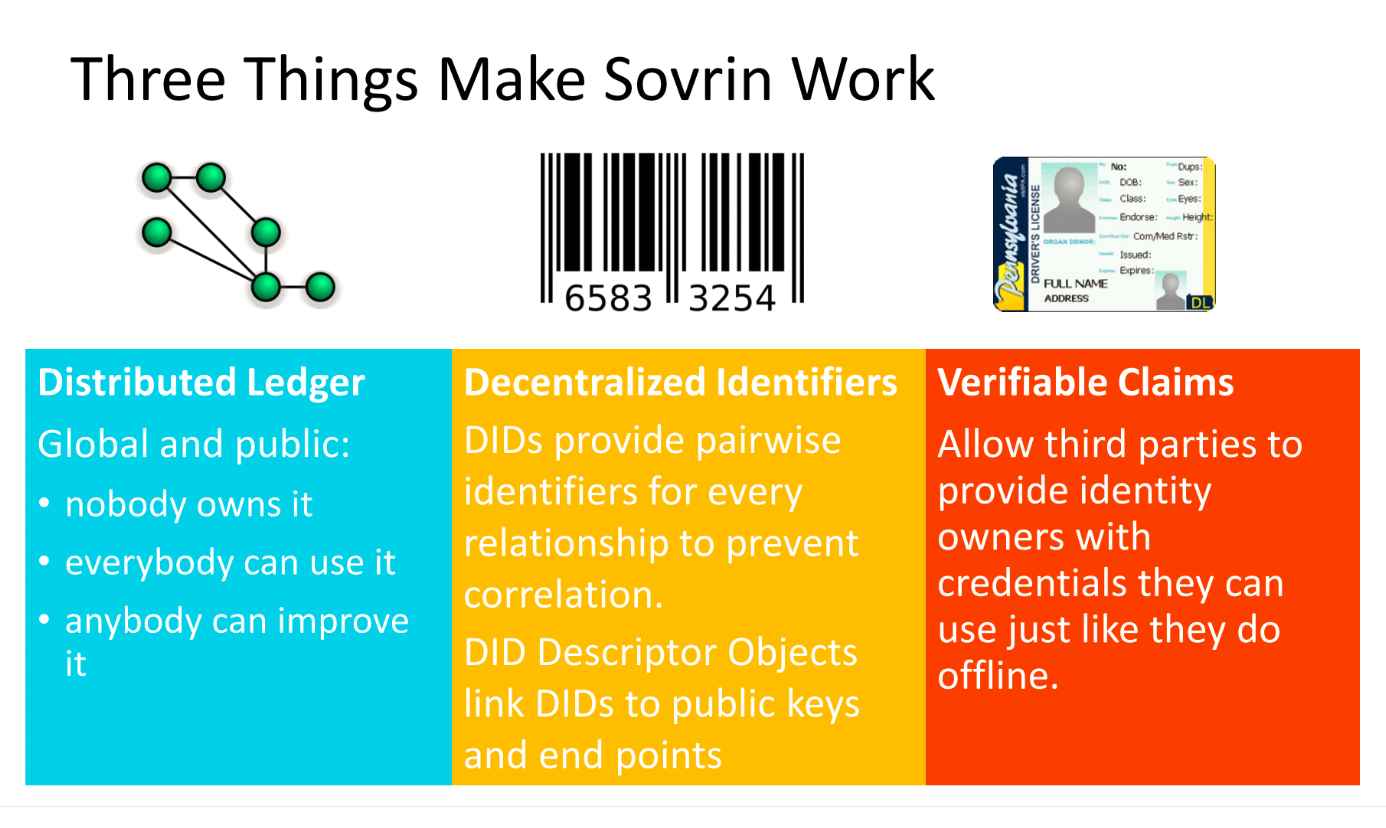 Three Things Make Sovrin Work
6583 3254
Pennsylvania
DRIVER'S LICENSE
No:
Dups:
DOB:
Sex:
Class:
Eyes:
Endorse:
Height:
ORGAN DONOR:
Com/Med Rstr:
Issued:
Expires:
FULL NAME
ADDRESS
DL
Distributed Ledger
Global and public:
• nobody owns it
• everybody can use it
• anybody can improve
it
Decentralized Identifiers
DIDs provide pairwise
identifiers for every
relationship to prevent
correlation.
DID Descriptor Objects
link DIDs to public keys
and end points
Verifiable Claims
Allow third parties to
provide identity
owners with
credentials they can
use just like they do
offline.